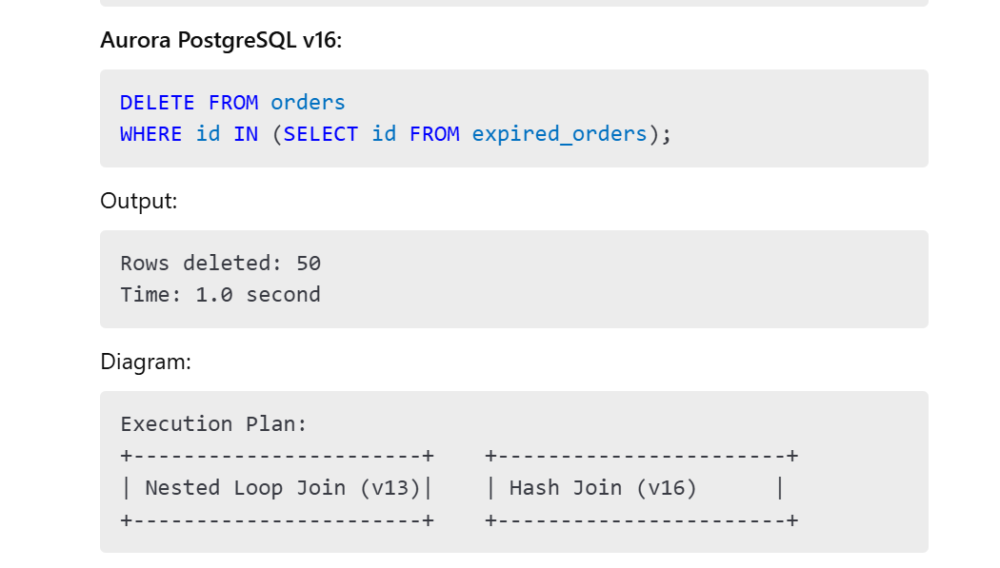 Aurora PostgreSQL v16:
DELETE FROM orders
WHERE id IN (SELECT id FROM expired_orders);
Output:
Rows deleted: 50
Time: 1.0 second
Diagram:
Execution Plan:
+-----------------------+    +-----------------------+
| Nested Loop Join (v13)|    | Hash Join (v16)      |
+-----------------------+    +-----------------------+